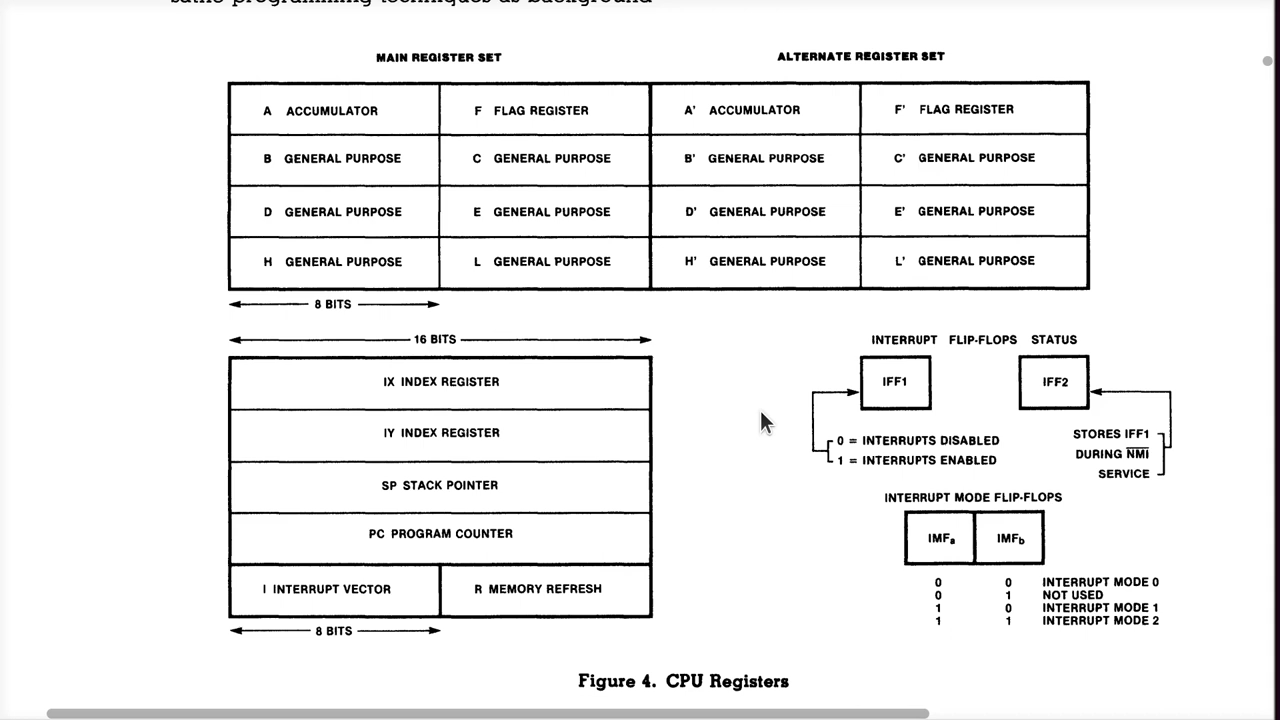 same programming techniques as background
MAIN REGISTER SET
ALTERNATE REGISTER SET
A ACCUMULATOR
F FLAG REGISTER
A' ACCUMULATOR
F' FLAG REGISTER
B GENERAL PURPOSE
C GENERAL PURPOSE
B' GENERAL PURPOSE
C' GENERAL PURPOSE
D GENERAL PURPOSE
E GENERAL PURPOSE
D' GENERAL PURPOSE
E' GENERAL PURPOSE
H GENERAL PURPOSE
L GENERAL PURPOSE
H' GENERAL PURPOSE
L' GENERAL PURPOSE
8 BITS
16 BITS
IX INDEX REGISTER
IY INDEX REGISTER
SP STACK POINTER
PC PROGRAM COUNTER
I INTERRUPT VECTOR
R MEMORY REFRESH
8 BITS
INTERRUPT FLIP-FLOPS STATUS
IFF1
IFF2
0 = INTERRUPTS DISABLED
1 = INTERRUPTS ENABLED
STORES IFF1
DURING N̅M̅I̅
SERVICE
INTERRUPT MODE FLIP-FLOPS
IMFa
IMFb
0 0 INTERRUPT MODE 0
0 1 NOT USED
1 0 INTERRUPT MODE 1
1 1 INTERRUPT MODE 2
Figure 4. CPU Registers